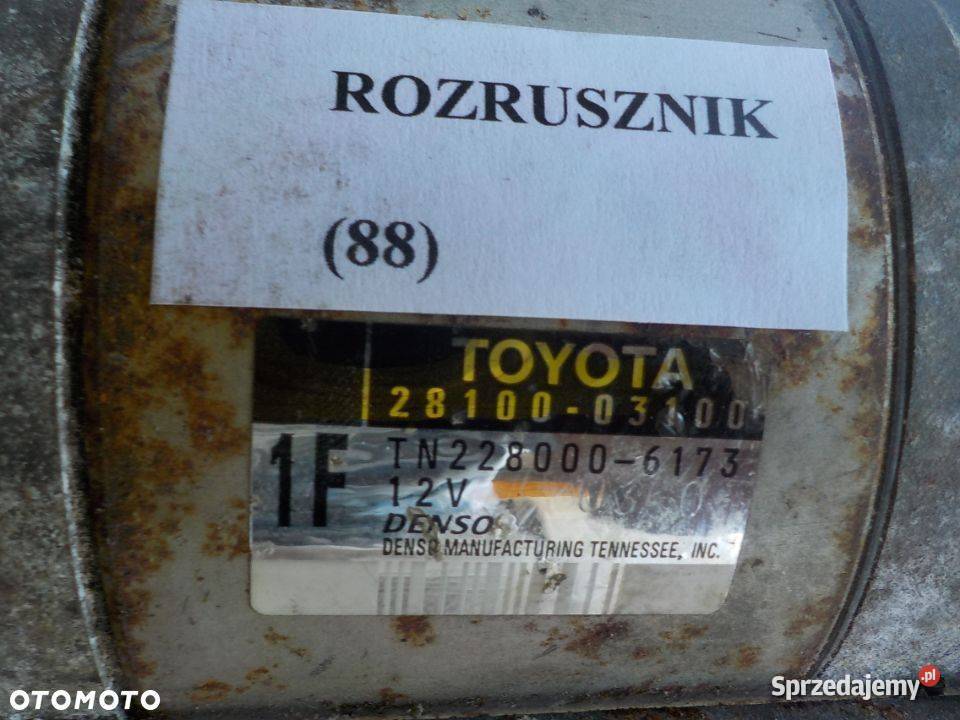 ROZRUSZNIK
(88)
TOYOTA
28100-03100
1F
TN228000-6173
12V
DENSO
DENSO MANUFACTURING TENNESSEE, INC.
OTOMOTO
Sprzedajemy.pl